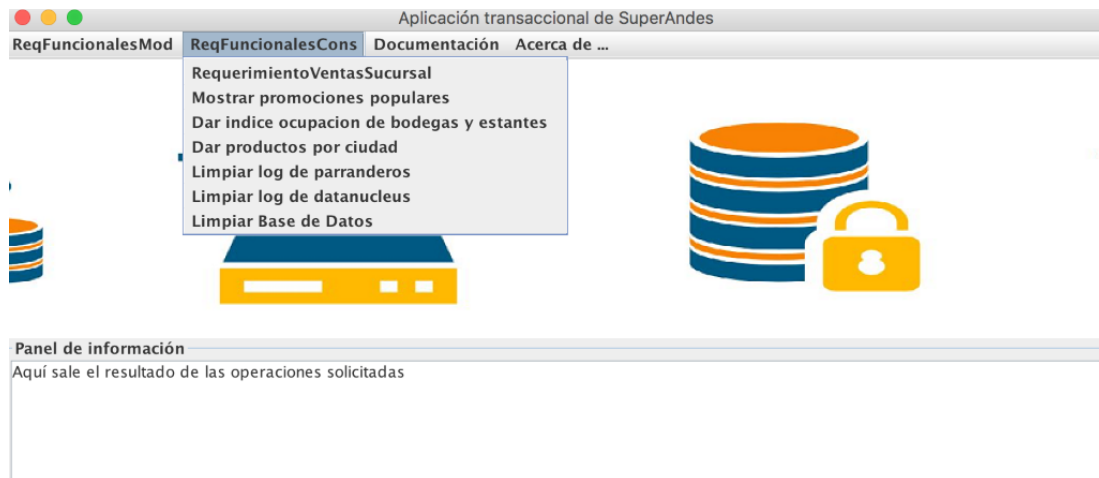 Aplicación transaccional de SuperAndes
ReqFuncionalesMod ReqFuncionalesCons Documentación Acerca de ...
RequerimientoVentasSucursal
Mostrar promociones populares
Dar indice ocupacion de bodegas y estantes
Dar productos por ciudad
Limpiar log de parranderos
Limpiar log de datanucleus
Limpiar Base de Datos
Panel de información
Aquí sale el resultado de las operaciones solicitadas